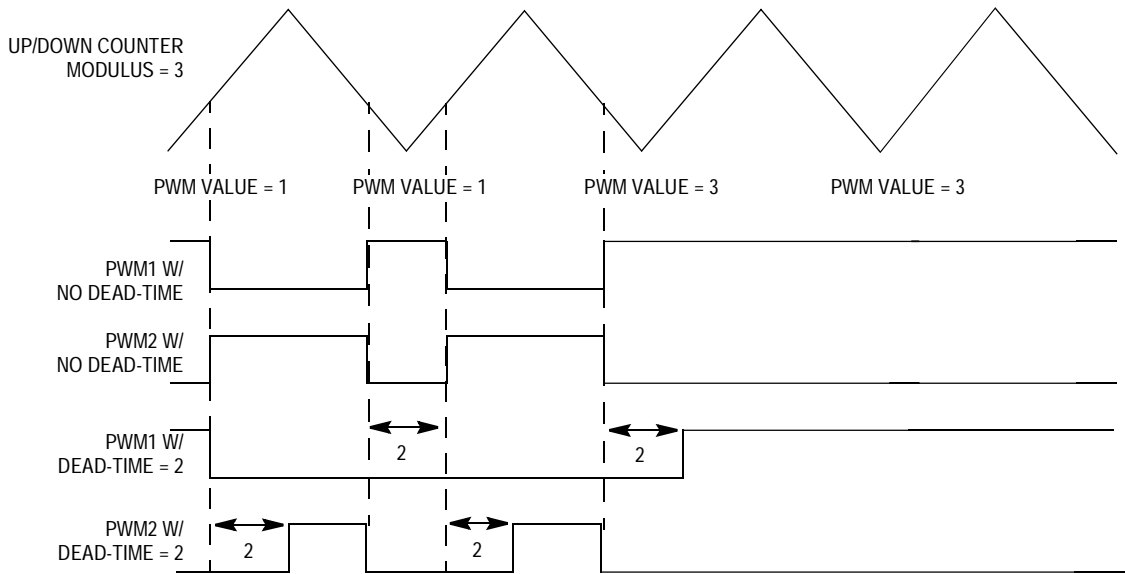 UP/DOWN COUNTER
MODULUS = 3
PWM VALUE = 1
PWM VALUE = 1
PWM VALUE = 3
PWM VALUE = 3
PWM1 W/
NO DEAD-TIME
PWM2 W/
NO DEAD-TIME
PWM1 W/
DEAD-TIME = 2
2
2
PWM2 W/
DEAD-TIME = 2
2
2